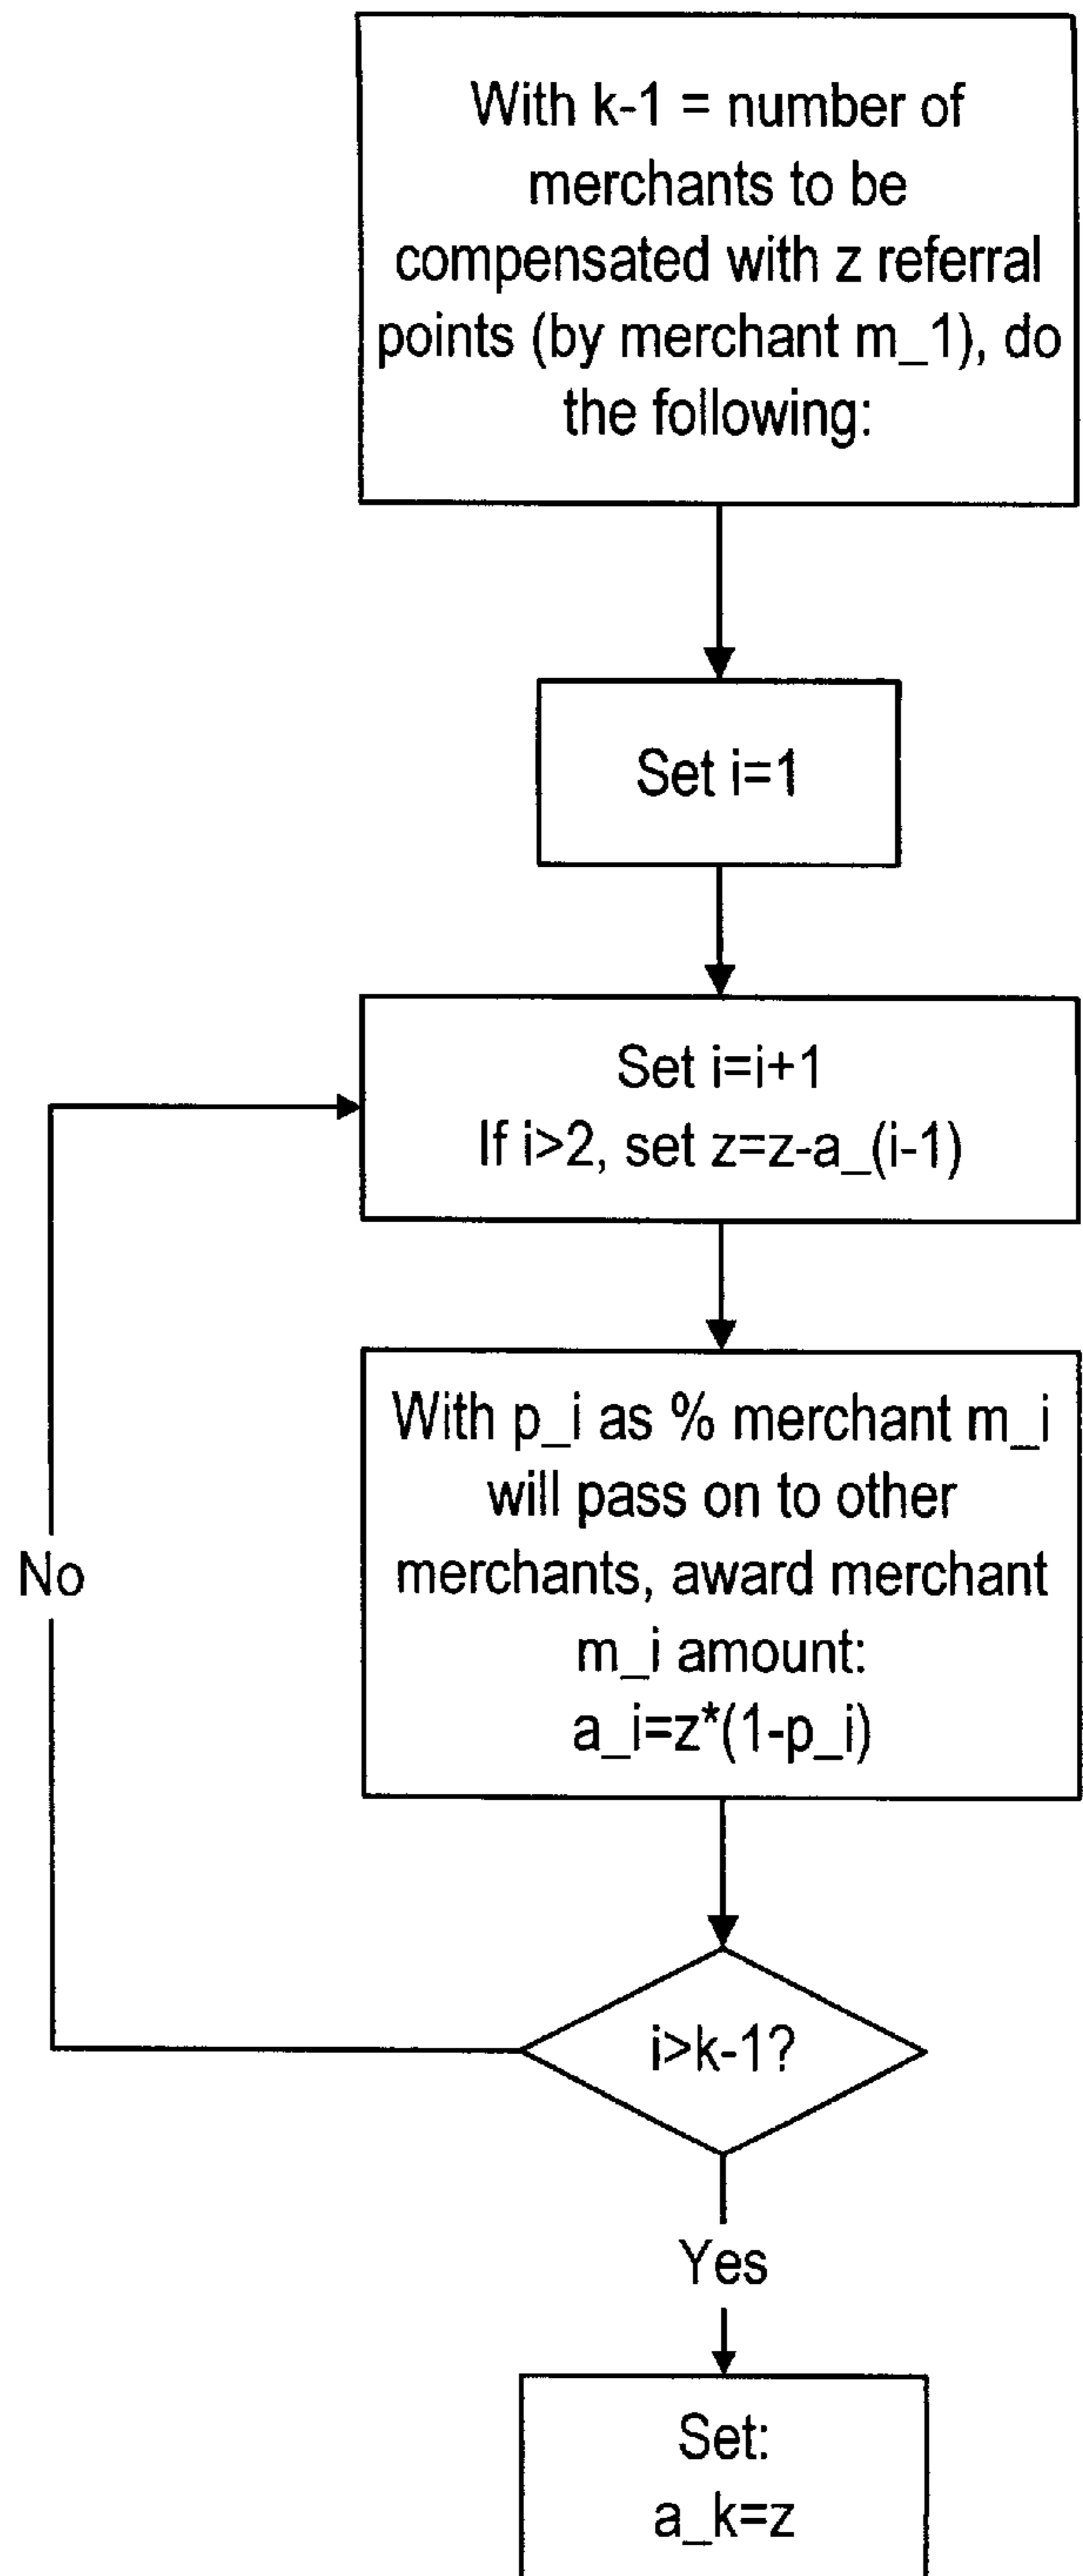 With k-1 = number of
merchants to be
compensated with z referral
points (by merchant m_1), do
the following:
Set i=1
Set i=i+1
If i>2, set z=z-a_(i-1)
With p_i as % merchant m_i
will pass on to other
merchants, award merchant
m_i amount:
a_i=z*(1-p_i)
No
i>k-1?
Yes
Set:
a_k=z